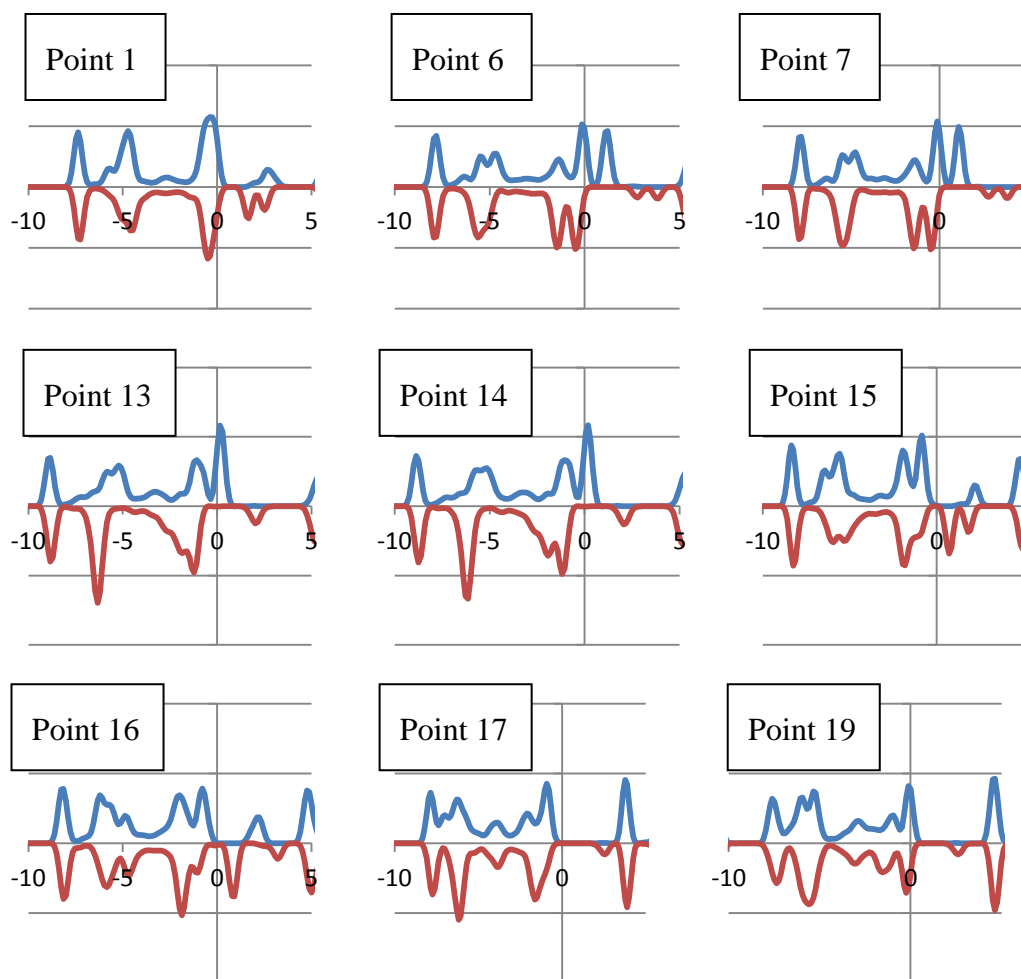 Point 1
Point 6
Point 7
-10 -5 0 5
-10 -5 0 5
-10 0
Point 13
Point 14
Point 15
-10 -5 0 5
-10 -5 0 5
-10 0
Point 16
Point 17
Point 19
-10 -5 0 5
-10 0
-10 0